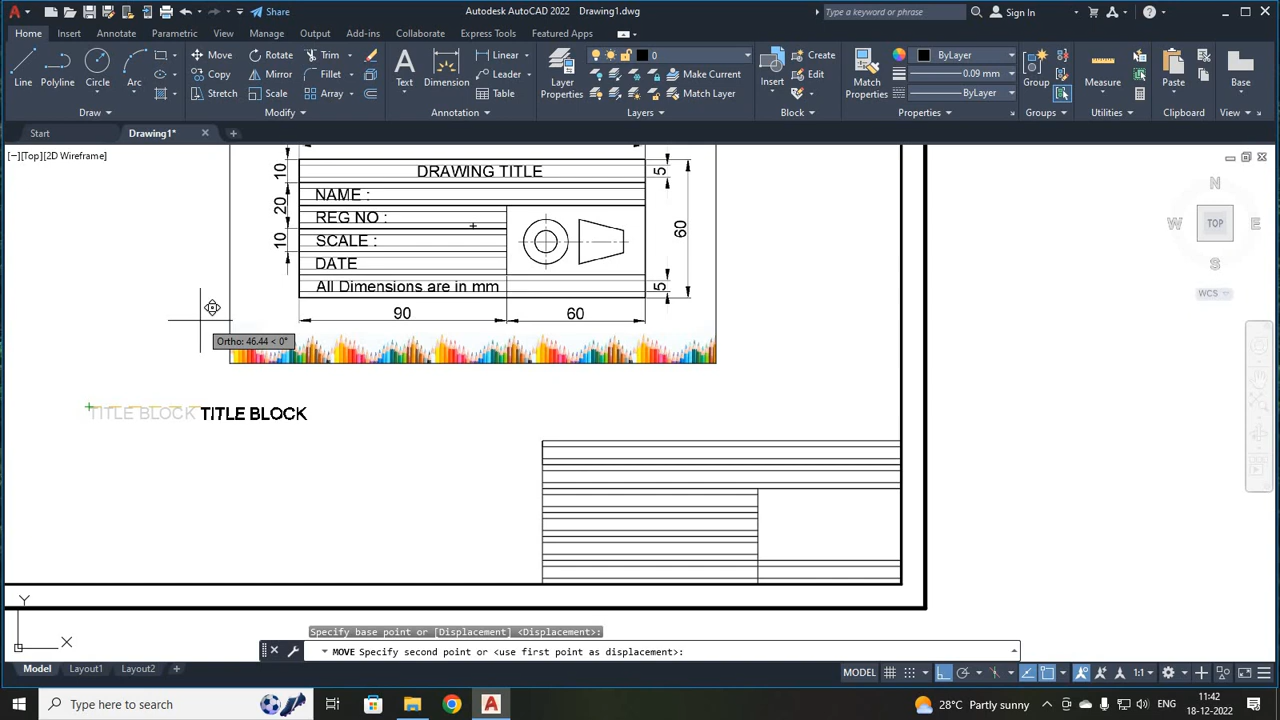 Share
Autodesk AutoCAD 2022 Drawing1.dwg
Type a keyword or phrase
Sign In
Home Insert Annotate Parametric View Manage Output Add-ins Collaborate Express Tools Featured Apps
Line Polyline Circle Arc
Move Rotate Trim
Copy Mirror Fillet
Stretch Scale Array
Text Dimension
Linear
Leader
Table
Layer Properties
0
Make Current
Match Layer
Insert
Create
Edit
Match Properties
ByLayer
0.09 mm
ByLayer
Group
Measure
Paste
Base
Draw Modify Annotation Layers Block Properties Groups Utilities Clipboard View
Start Drawing1*
[−][Top][2D Wireframe]
N
W TOP E
S
WCS
10
DRAWING TITLE
5
NAME :
20
REG NO :
60
10
SCALE :
DATE
All Dimensions are in mm
5
90 60
Ortho: 46.44 < 0°
TITLE BLOCK TITLE BLOCK
Y
X
Specify base point or [Displacement] <Displacement>:
MOVE Specify second point or <use first point as displacement>:
Model Layout1 Layout2
MODEL
1:1
Type here to search
28°C Partly sunny
ENG
11:42
18-12-2022